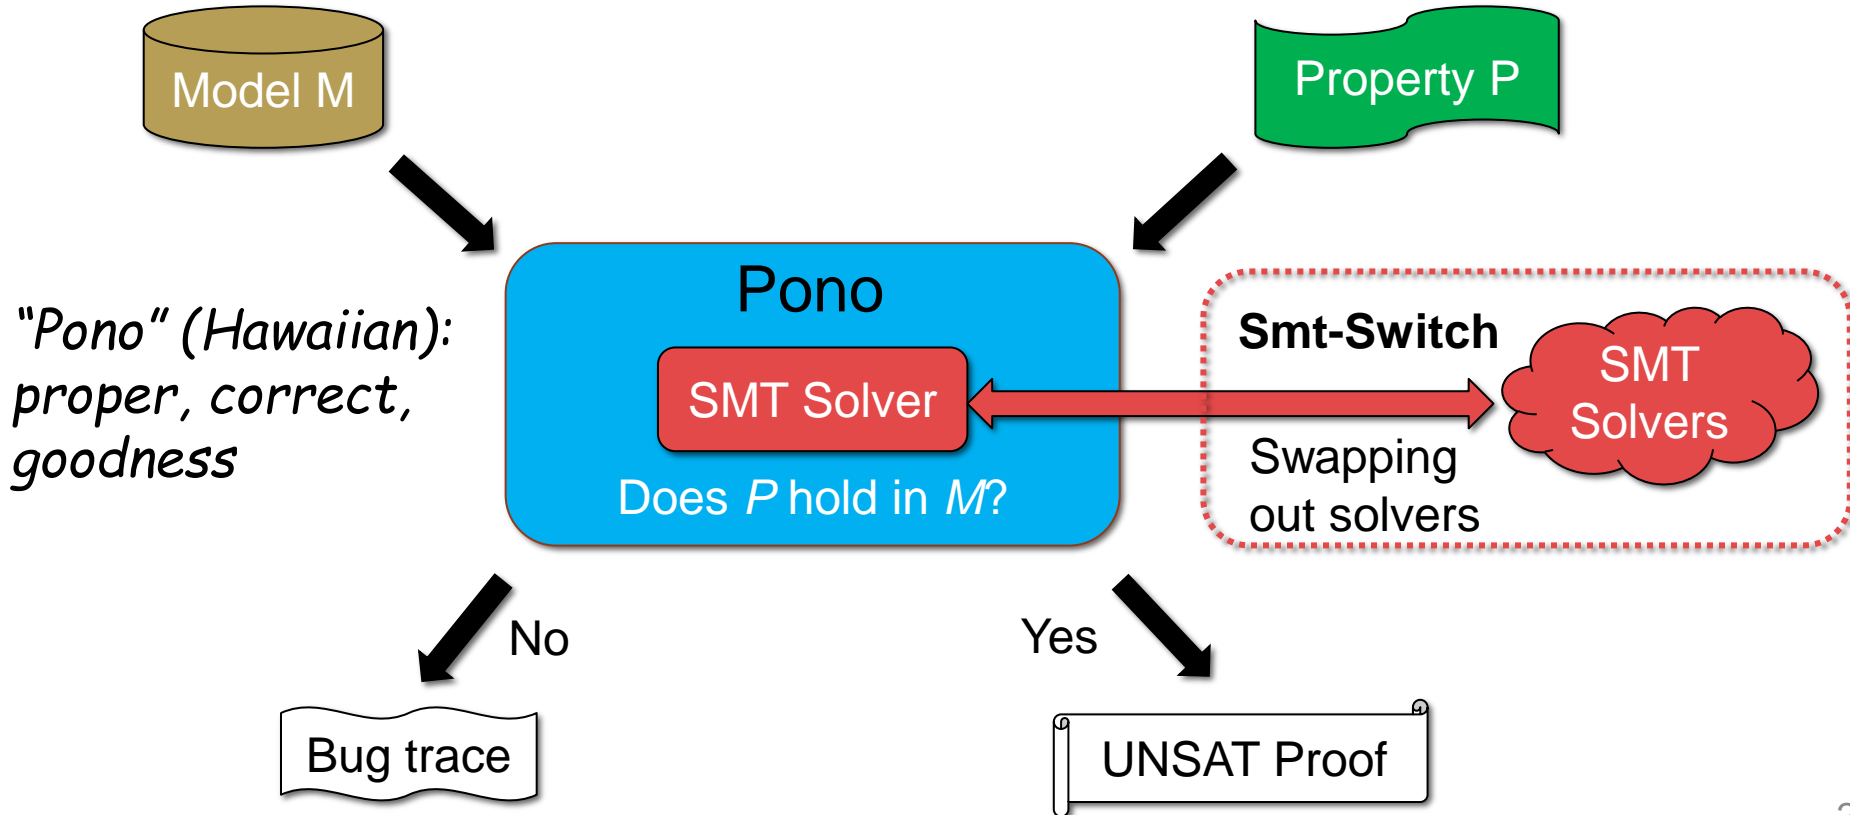 Model M
Property P
Pono
"Pono" (Hawaiian):
proper, correct,
goodness
SMT Solver
Does P hold in M?
Smt-Switch
SMT
Solvers
Swapping
out solvers
No
Yes
Bug trace
UNSAT Proof